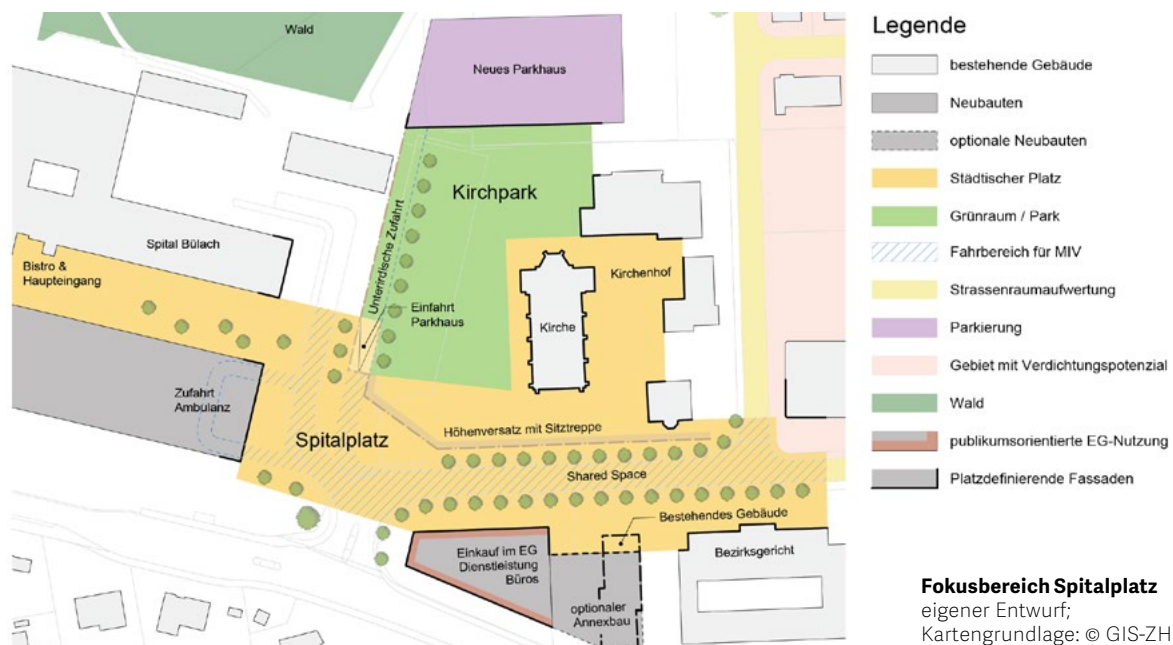 Wald
Neues Parkhaus
Kirchpark
Unterirdische Zufahrt
Spital Bülach
Bistro &
Haupteingang
Einfahrt
Parkhaus
Kirchenhof
Kirche
Zufahrt
Ambulanz
Spitalplatz
Höhenversatz mit Sitztreppe
Shared Space
Bestehendes Gebäude
Einkauf im EG
Dienstleistung
Büros
optionaler
Annexbau
Bezirksgericht
Legende
bestehende Gebäude
Neubauten
optionale Neubauten
Städtischer Platz
Grünraum / Park
Fahrbereich für MIV
Strassenraumaufwertung
Parkierung
Gebiet mit Verdichtungspotenzial
Wald
publikumsorientierte EG-Nutzung
Platzdefinierende Fassaden
Fokusbereich Spitalplatz
eigener Entwurf;
Kartengrundlage: © GIS-ZH